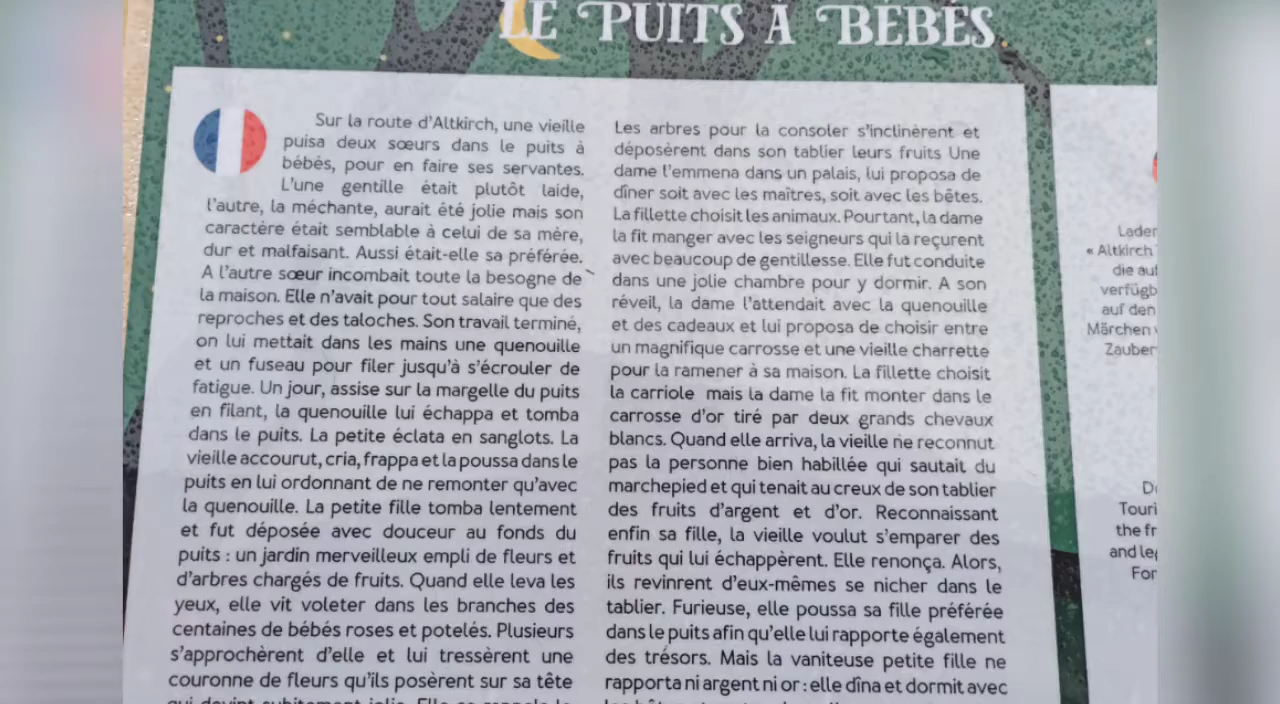 LE PUITS À BÉBÉS
Sur la route d'Altkirch, une vieille
puisa deux sœurs dans le puits à
bébés, pour en faire ses servantes.
L'une gentille était plutôt laide,
l'autre, la méchante, aurait été jolie mais son
caractère était semblable à celui de sa mère,
dur et malfaisant. Aussi était-elle sa préférée.
A l'autre sœur incombait toute la besogne de
la maison. Elle n'avait pour tout salaire que des
reproches et des taloches. Son travail terminé,
on lui mettait dans les mains une quenouille
et un fuseau pour filer jusqu'à s'écrouler de
fatigue. Un jour, assise sur la margelle du puits
en filant, la quenouille lui échappa et tomba
dans le puits. La petite éclata en sanglots. La
vieille accourut, cria, frappa et la poussa dans le
puits en lui ordonnant de ne remonter qu'avec
la quenouille. La petite fille tomba lentement
et fut déposée avec douceur au fonds du
puits : un jardin merveilleux empli de fleurs et
d'arbres chargés de fruits. Quand elle leva les
yeux, elle vit voleter dans les branches des
centaines de bébés roses et potelés. Plusieurs
s'approchèrent d'elle et lui tressèrent une
couronne de fleurs qu'ils posèrent sur sa tête
qui devint subitement jolie. Elle se rappela le
Les arbres pour la consoler s'inclinèrent et
déposèrent dans son tablier leurs fruits Une
dame l'emmena dans un palais, lui proposa de
dîner soit avec les maîtres, soit avec les bêtes.
La fillette choisit les animaux. Pourtant, la dame
la fit manger avec les seigneurs qui la reçurent
avec beaucoup de gentillesse. Elle fut conduite
dans une jolie chambre pour y dormir. A son
réveil, la dame l'attendait avec la quenouille
et des cadeaux et lui proposa de choisir entre
un magnifique carrosse et une vieille charrette
pour la ramener à sa maison. La fillette choisit
la carriole mais la dame la fit monter dans le
carrosse d'or tiré par deux grands chevaux
blancs. Quand elle arriva, la vieille ne reconnut
pas la personne bien habillée qui sautait du
marchepied et qui tenait au creux de son tablier
des fruits d'argent et d'or. Reconnaissant
enfin sa fille, la vieille voulut s'emparer des
fruits qui lui échappèrent. Elle renonça. Alors,
ils revinrent d'eux-mêmes se nicher dans le
tablier. Furieuse, elle poussa sa fille préférée
dans le puits afin qu'elle lui rapporte également
des trésors. Mais la vaniteuse petite fille ne
rapporta ni argent ni or : elle dîna et dormit avec
Lader
« Altkirch
die auf
verfügb
auf den
Märchen
Zauber
D
Touri
the fr
and leg
For